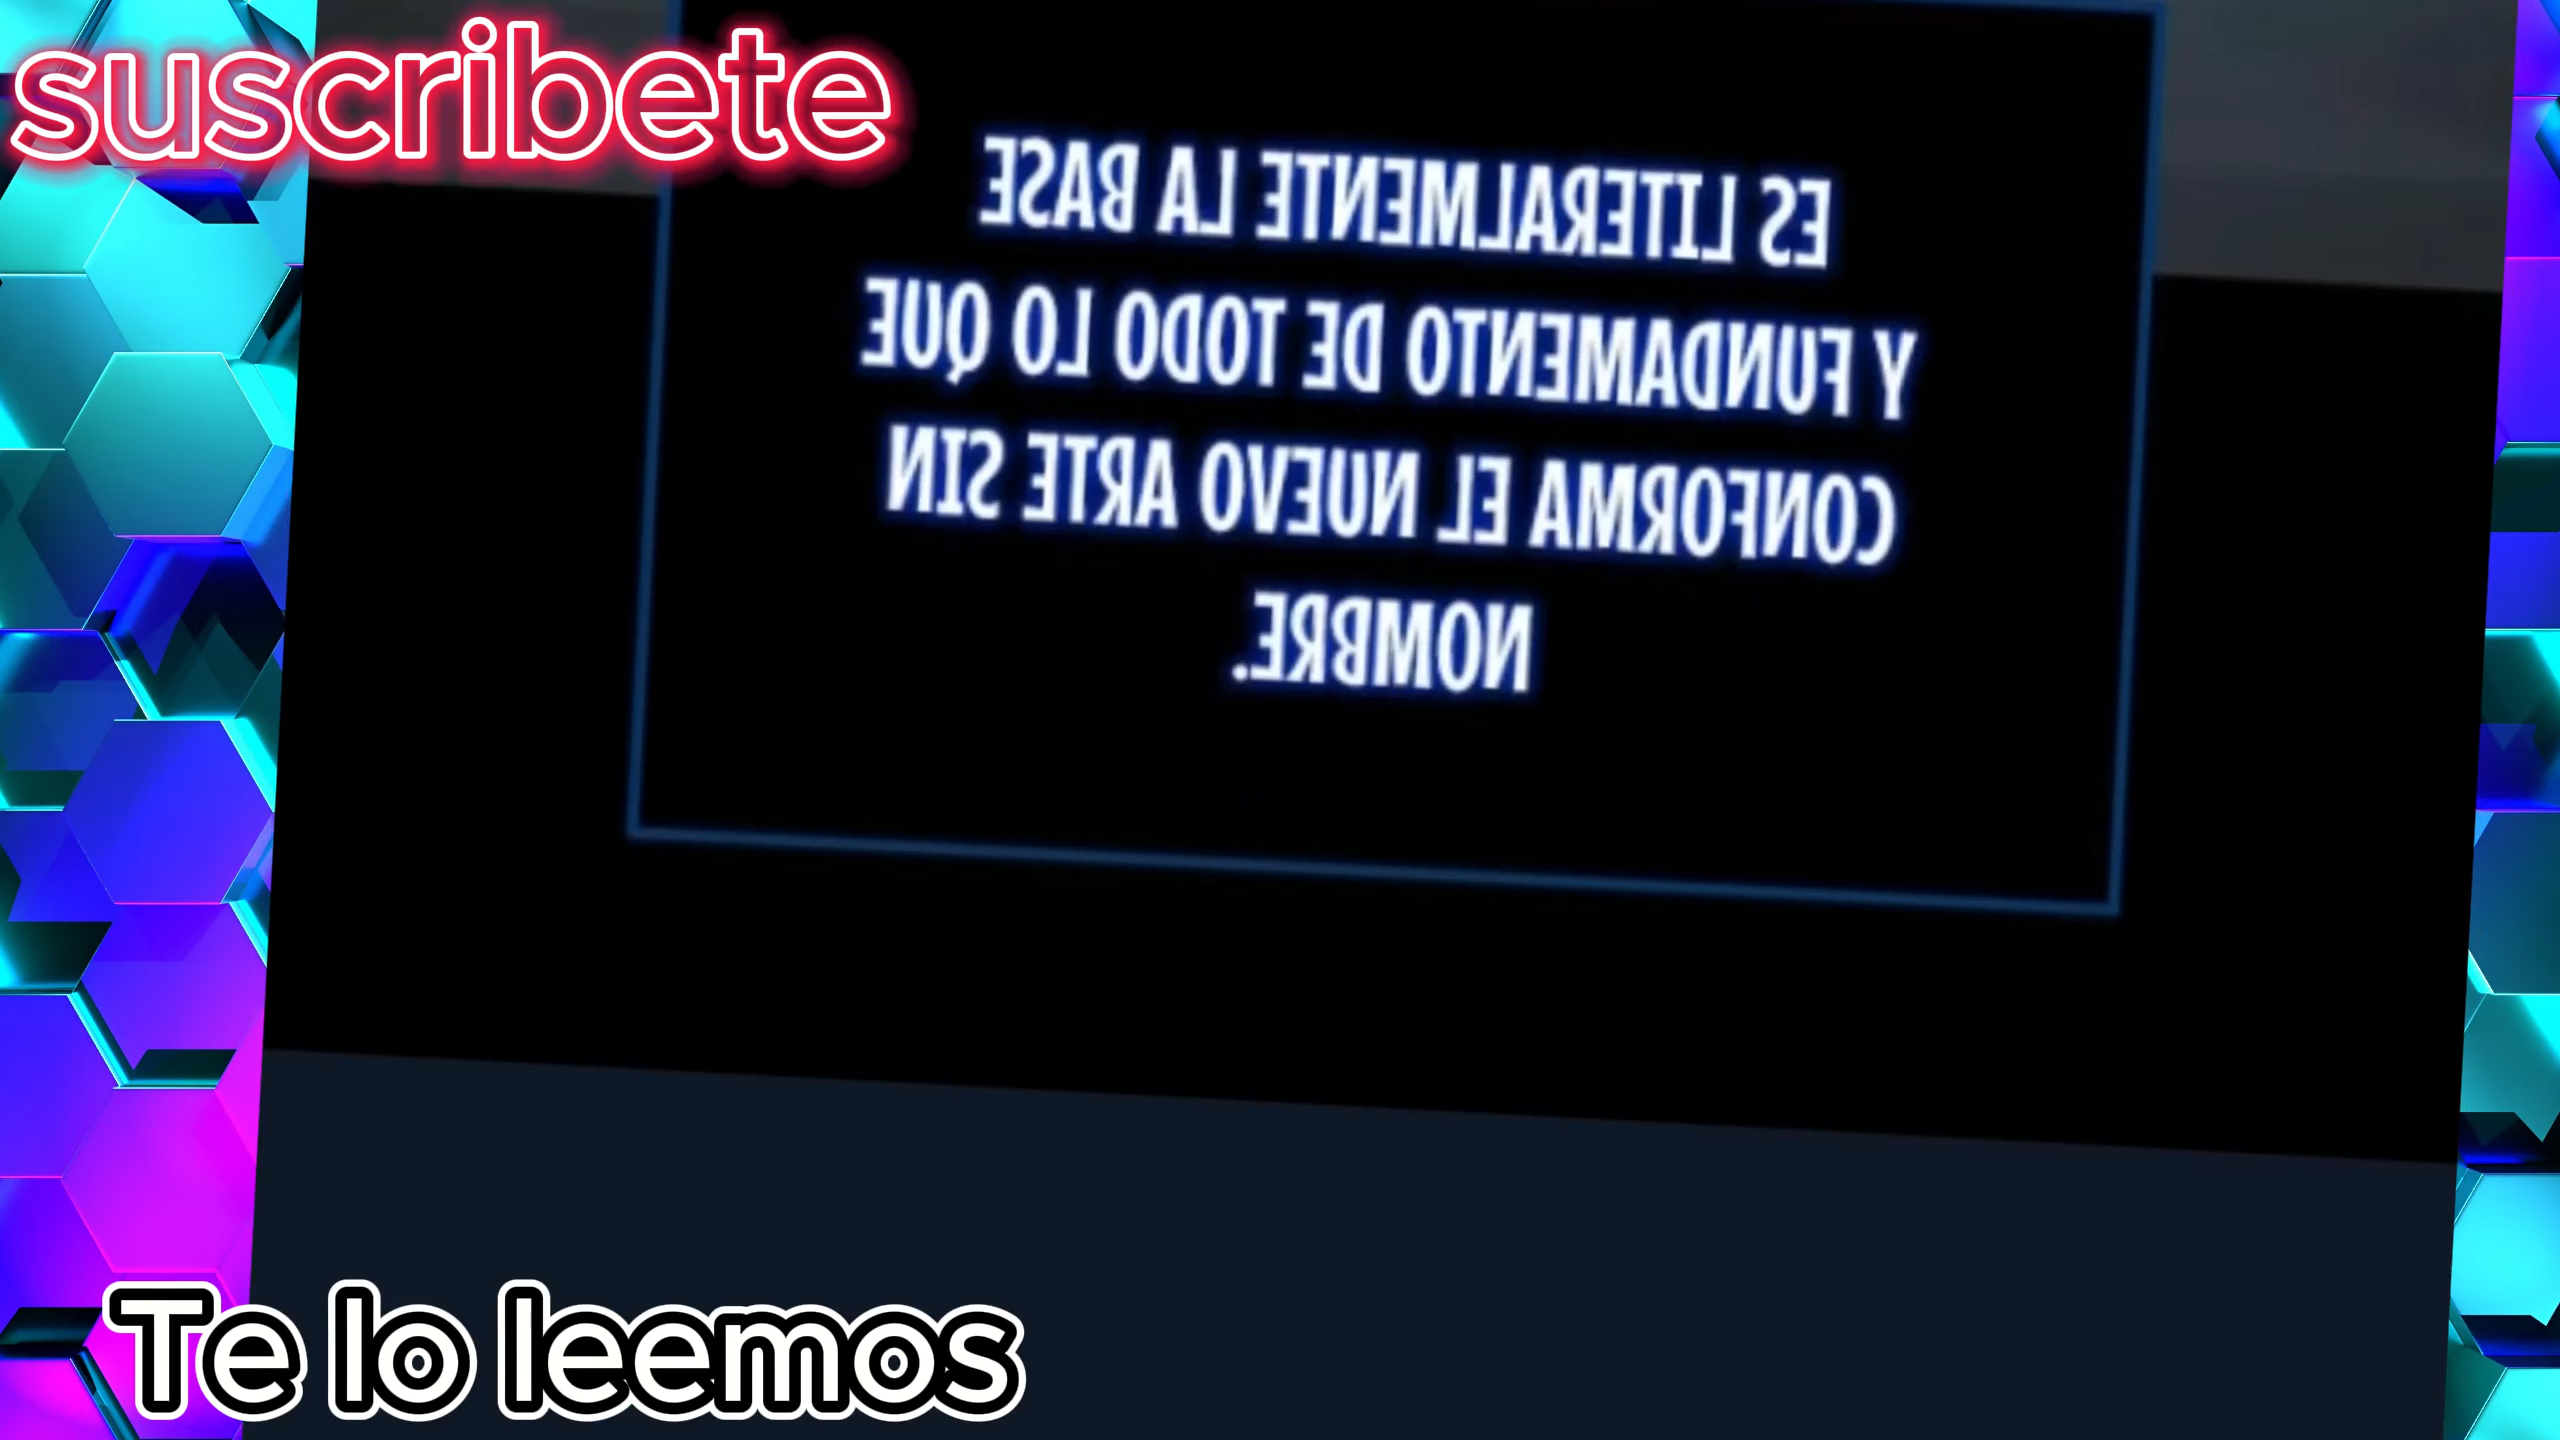 suscribete
ES LITERALMENTE LA BASE
Y FUNDAMENTO DE TODO LO QUE
CONFORMA EL NUEVO ARTE SIN
NOMBRE.
Te lo leemos